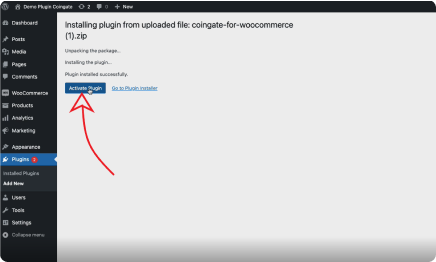 Demo Plugin Coingate 2 0 + New
Dashboard
Posts
Media
Pages
Comments
WooCommerce
Products
Analytics
Marketing
Appearance
Plugins 2
Installed Plugins
Add New
Users
Tools
Settings
Collapse menu
Installing plugin from uploaded file: coingate-for-woocommerce
(1).zip
Unpacking the package...
Installing the plugin...
Plugin installed successfully.
Activate Plugin Go to Plugin Installer